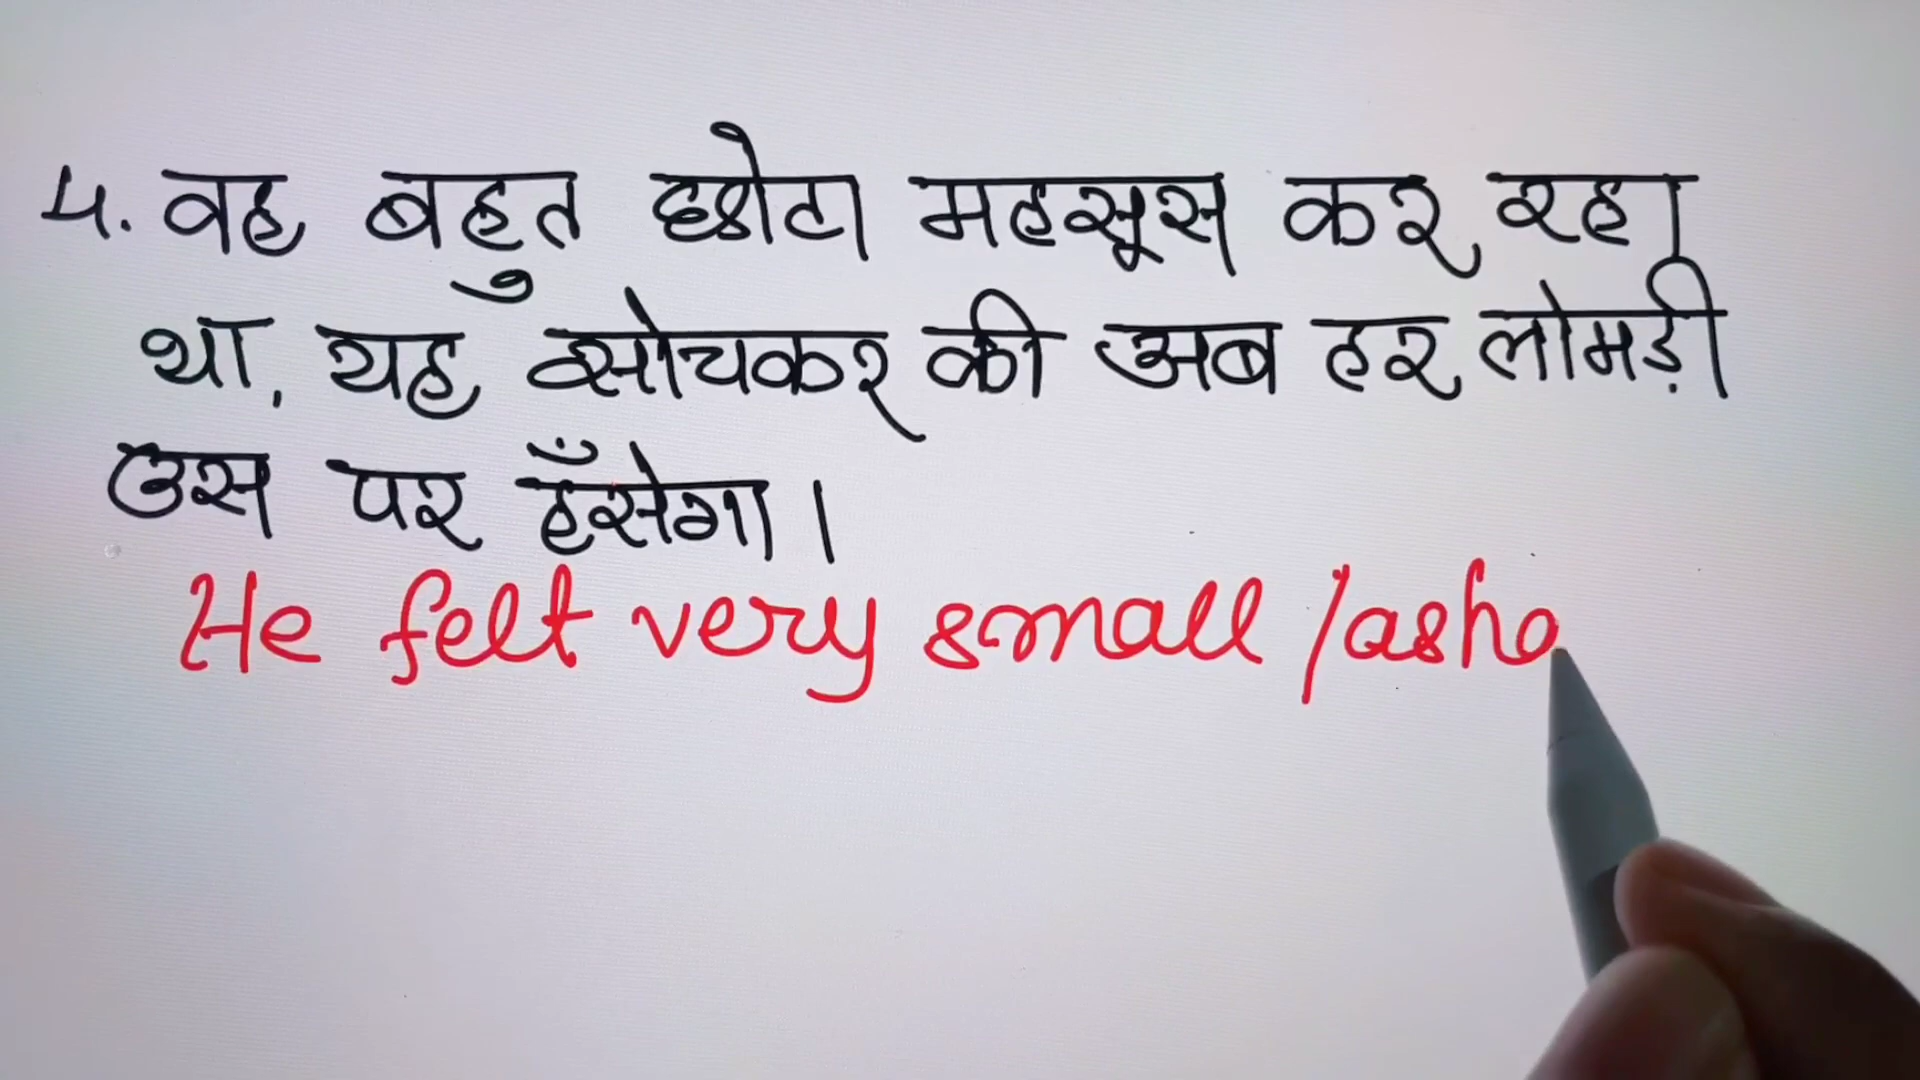 4. वह बहुत छोटा महसूस कर रहा
था, यह सोचकर की अब हर लोमड़ी
उस पर हँसेगा।
He felt very small /asha